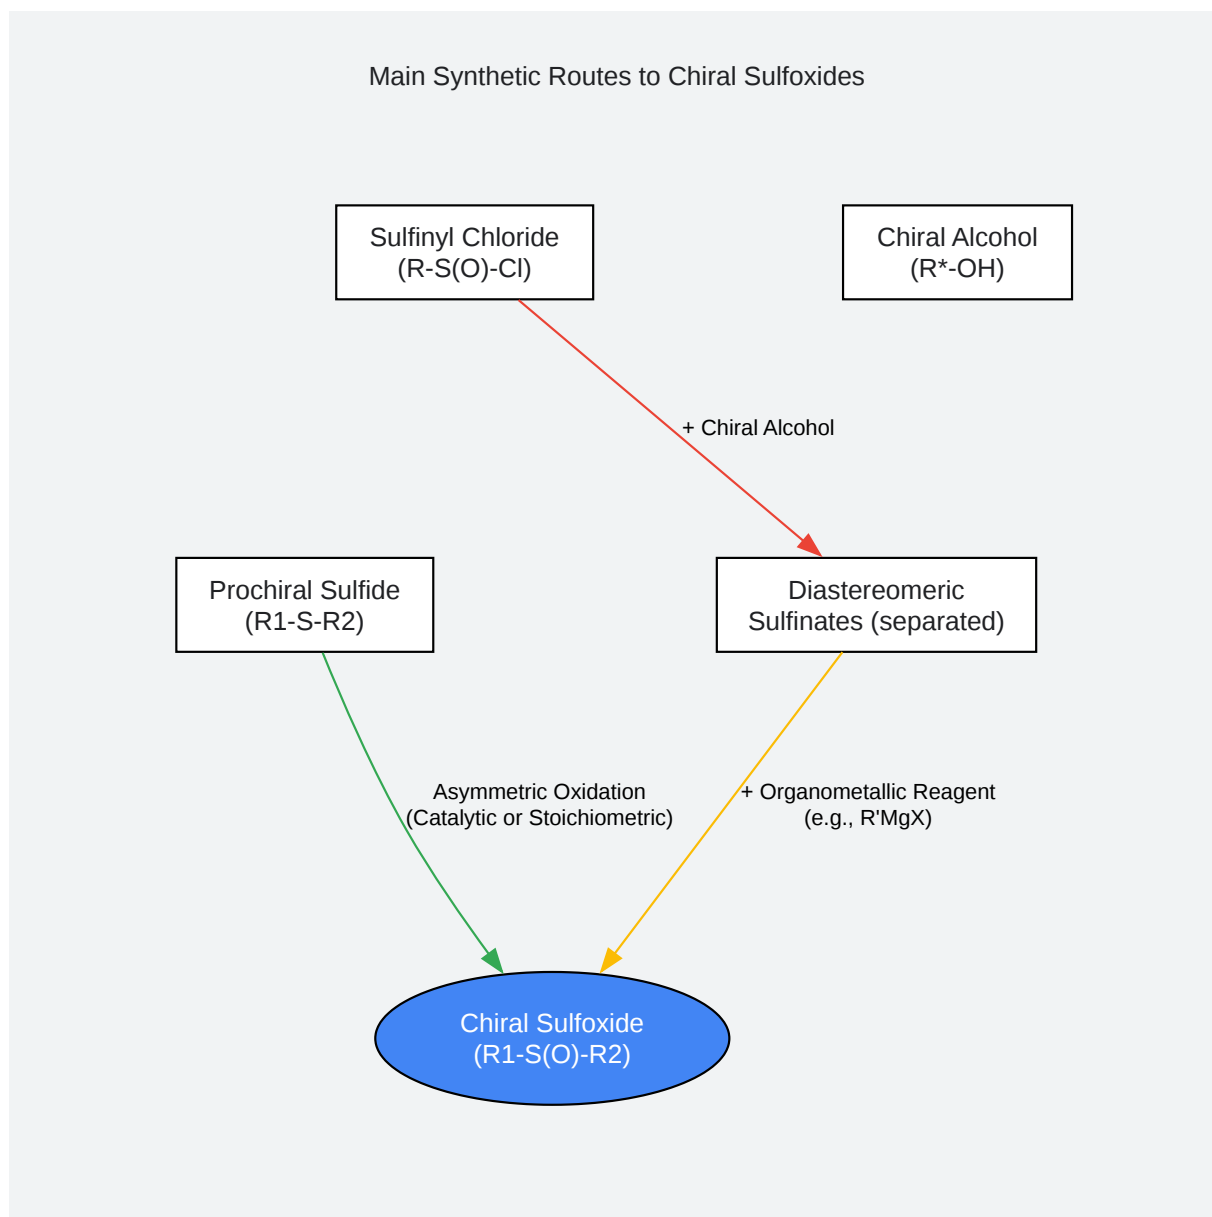 Main Synthetic Routes to Chiral Sulfoxides
Sulfinyl Chloride
(R-S(O)-Cl)
Chiral Alcohol
(R*-OH)
+ Chiral Alcohol
Prochiral Sulfide
(R1-S-R2)
Diastereomeric
Sulfinates (separated)
Asymmetric Oxidation
(Catalytic or Stoichiometric)
+ Organometallic Reagent
(e.g., R'MgX)
Chiral Sulfoxide
(R1-S(O)-R2)